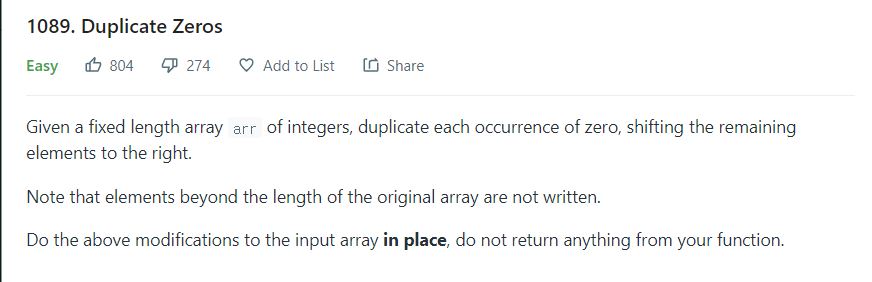 1089. Duplicate Zeros
Easy 804 274 Add to List Share
Given a fixed length array arr of integers, duplicate each occurrence of zero, shifting the remaining
elements to the right.
Note that elements beyond the length of the original array are not written.
Do the above modifications to the input array in place, do not return anything from your function.